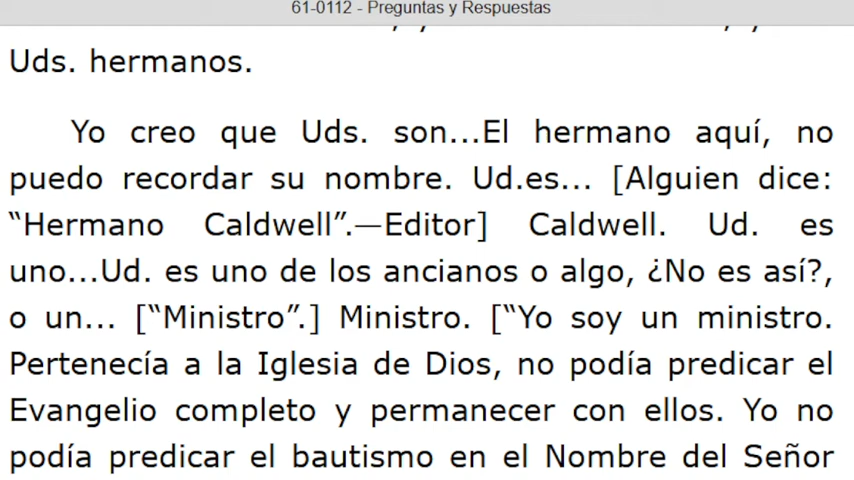 61-0112 - Preguntas y Respuestas
Uds. hermanos.
Yo creo que Uds. son...El hermano aquí, no
puedo recordar su nombre. Ud.es... [Alguien dice:
“Hermano Caldwell”.—Editor] Caldwell. Ud. es
uno...Ud. es uno de los ancianos o algo, ¿No es así?,
o un... [“Ministro”.] Ministro. [“Yo soy un ministro.
Pertenecía a la Iglesia de Dios, no podía predicar el
Evangelio completo y permanecer con ellos. Yo no
podía predicar el bautismo en el Nombre del Señor